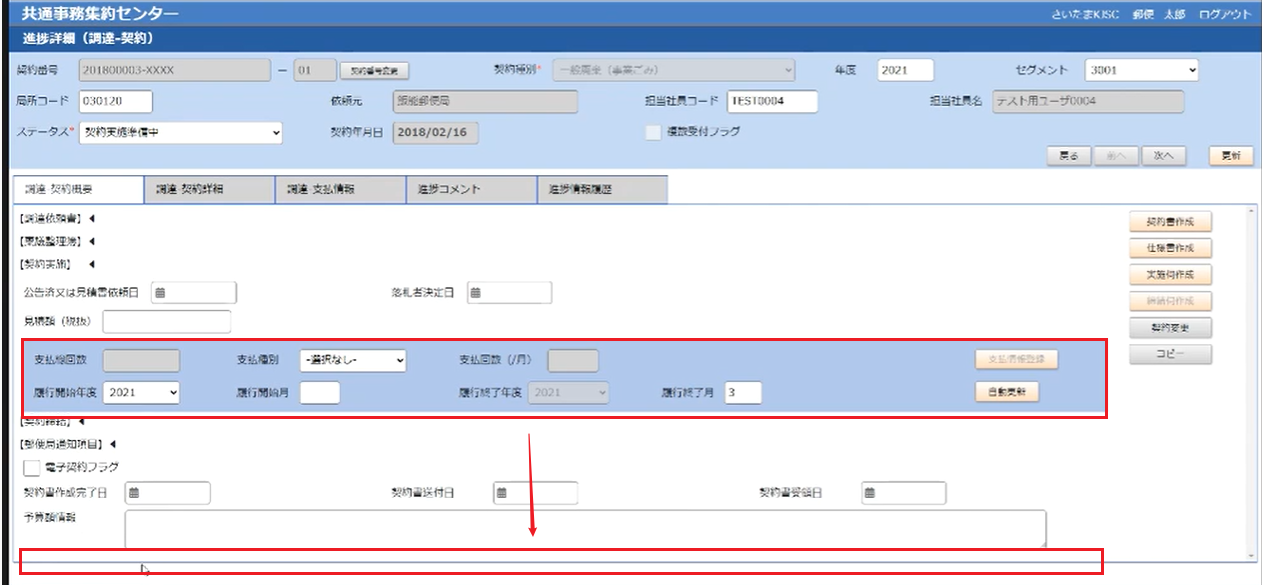 共通事務集約センター さいたまKJSC 郵便 太郎 ログアウト
進捗詳細（調達-契約）
契約番号 201800003-XXXX － 01 契約番号変更 契約種別* 一般廃棄（事業ごみ） 年度 2021 セグメント 3001
局所コード 030120 依頼元 飯能郵便局 担当社員コード TEST0004 担当社員名 テスト用ユーザ0004
ステータス* 契約実施準備中 契約年月日 2018/02/16 複数受付フラグ
戻る 前へ 次へ 更新
調達-契約概要 調達-契約詳細 調達-支払情報 進捗コメント 進捗情報履歴
【調達依頼書】 契約書作成
【稟議整理簿】 仕様書作成
【契約実施】 実施伺作成
公告済又は見積書依頼日 落札者決定日 締結伺作成
見積額（税抜） 契約変更
支払総回数 支払種別 -選択なし- 支払回数（/月） 支払情報登録 コピー
履行開始年度 2021 履行開始月 履行終了年度 2021 履行終了月 3 自動更新
【契約締結】
【郵便局通知項目】
電子契約フラグ
契約書作成完了日 契約書送付日 契約書受領日
予算額情報